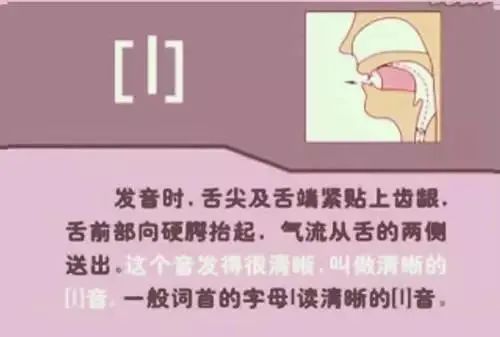 [l]
发音时，舌尖及舌端紧贴上齿龈，
舌前部向硬腭抬起，气流从舌的两侧
送出。这个音发得很清晰，叫做清晰的
[l]音，一般词首的字母l读清晰的[l]音。